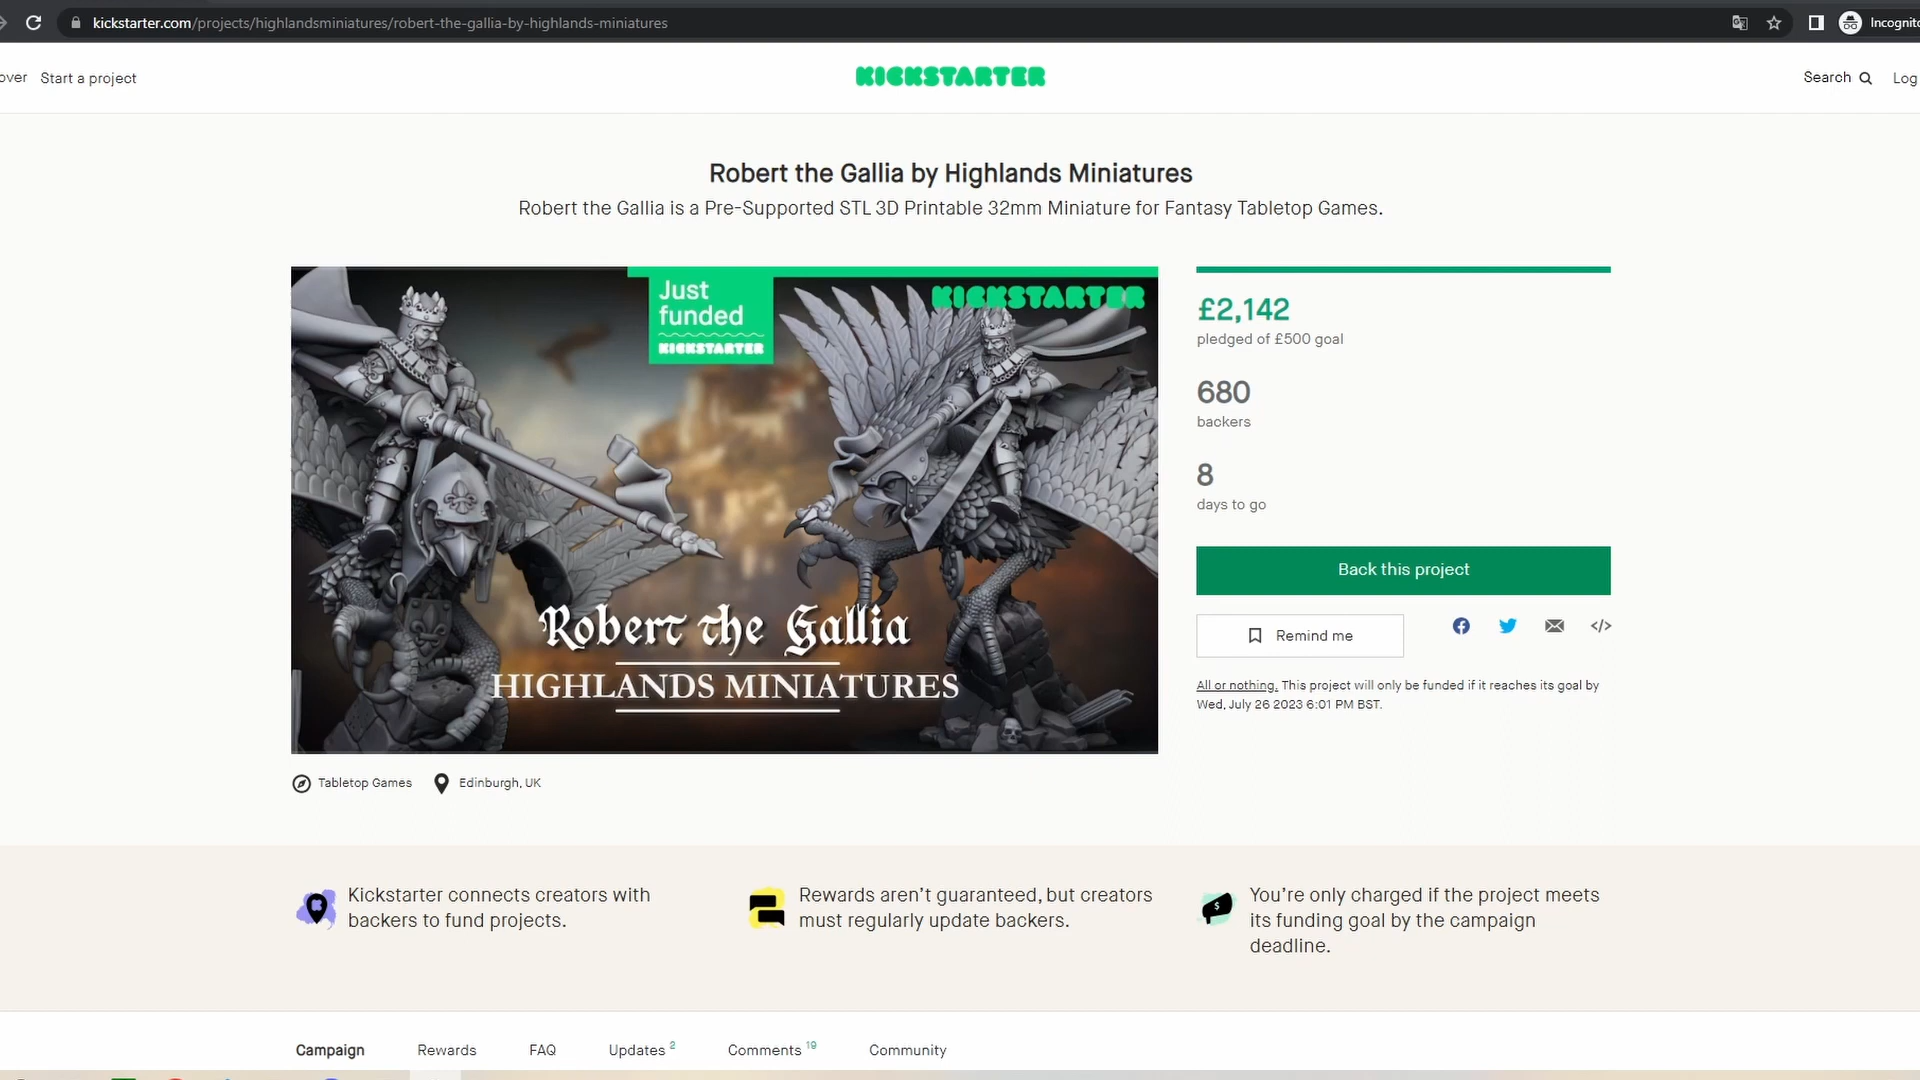 kickstarter.com/projects/highlandsminiatures/robert-the-gallia-by-highlands-miniatures
Incognito
over
Start a project
KICKSTARTER
Search
Log
Robert the Gallia by Highlands Miniatures
Robert the Gallia is a Pre-Supported STL 3D Printable 32mm Miniature for Fantasy Tabletop Games.
Just
funded
KICKSTARTER
KICKSTARTER
Robert the Gallia
HIGHLANDS MINIATURES
£2,142
pledged of £500 goal
680
backers
8
days to go
Back this project
Remind me
All or nothing. This project will only be funded if it reaches its goal by
Wed, July 26 2023 6:01 PM BST.
Tabletop Games
Edinburgh, UK
Kickstarter connects creators with
backers to fund projects.
Rewards aren't guaranteed, but creators
must regularly update backers.
You're only charged if the project meets
its funding goal by the campaign
deadline.
Campaign
Rewards
FAQ
Updates 2
Comments 19
Community